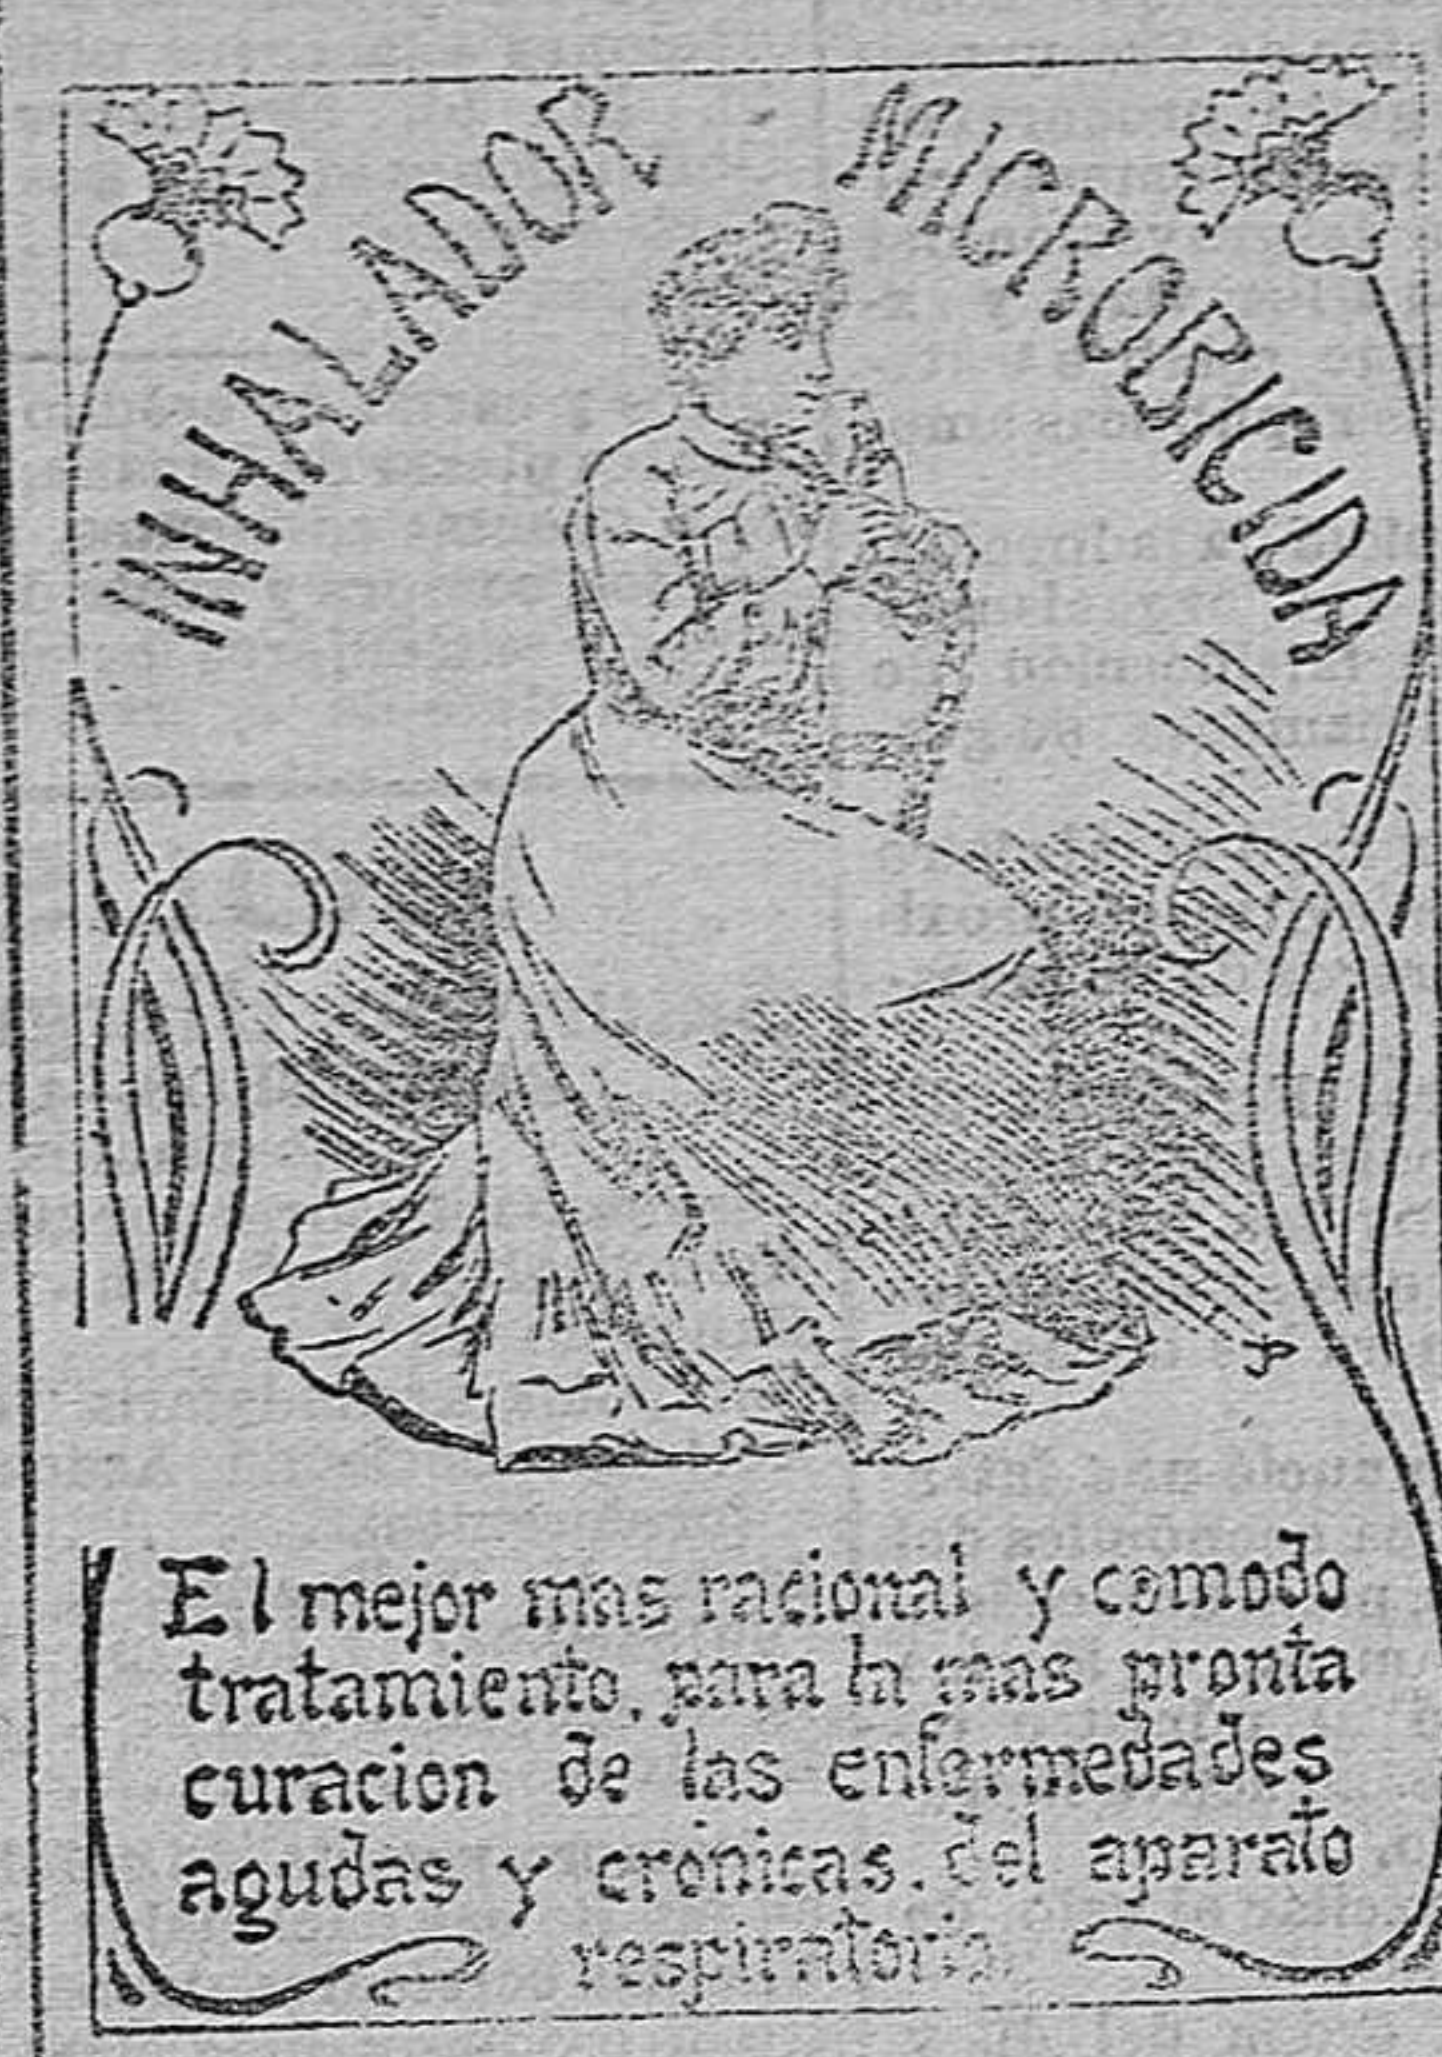 INHALADOR MICROBICIDA
El mejor mas racional y comodo
tratamiento, para la mas pronta
curacion de las enfermedades
agudas y crónicas, del aparato
respiratorio.